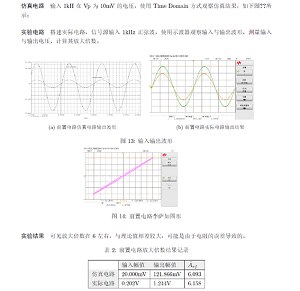 仿真电路 输入 1kH 在 Vp 为 10mV 的电压，使用 Time Domain 方式观察仿真结果，如下图??所
示：
实验电路 搭建实际电路，信号源输入 1kHz 正弦波，使用示波器观察输入与输出波形，测量输入
与输出电压，计算其放大倍数：
(a) 前置电路仿真电路输出波形
(b) 前置电路实际电路输出结果
图 13: 输入输出波形
图 14: 前置电路李萨如图形
实验结果 可见放大倍数在 6 左右，与理论值相差较大，可能是由于电阻的误差导致的。
表 2: 前置电路放大倍数结果记录
输入幅值 输出幅值
仿真电路 20.000mV 121.866mV 6.093
实际电路 0.202V 1.244V 6.158